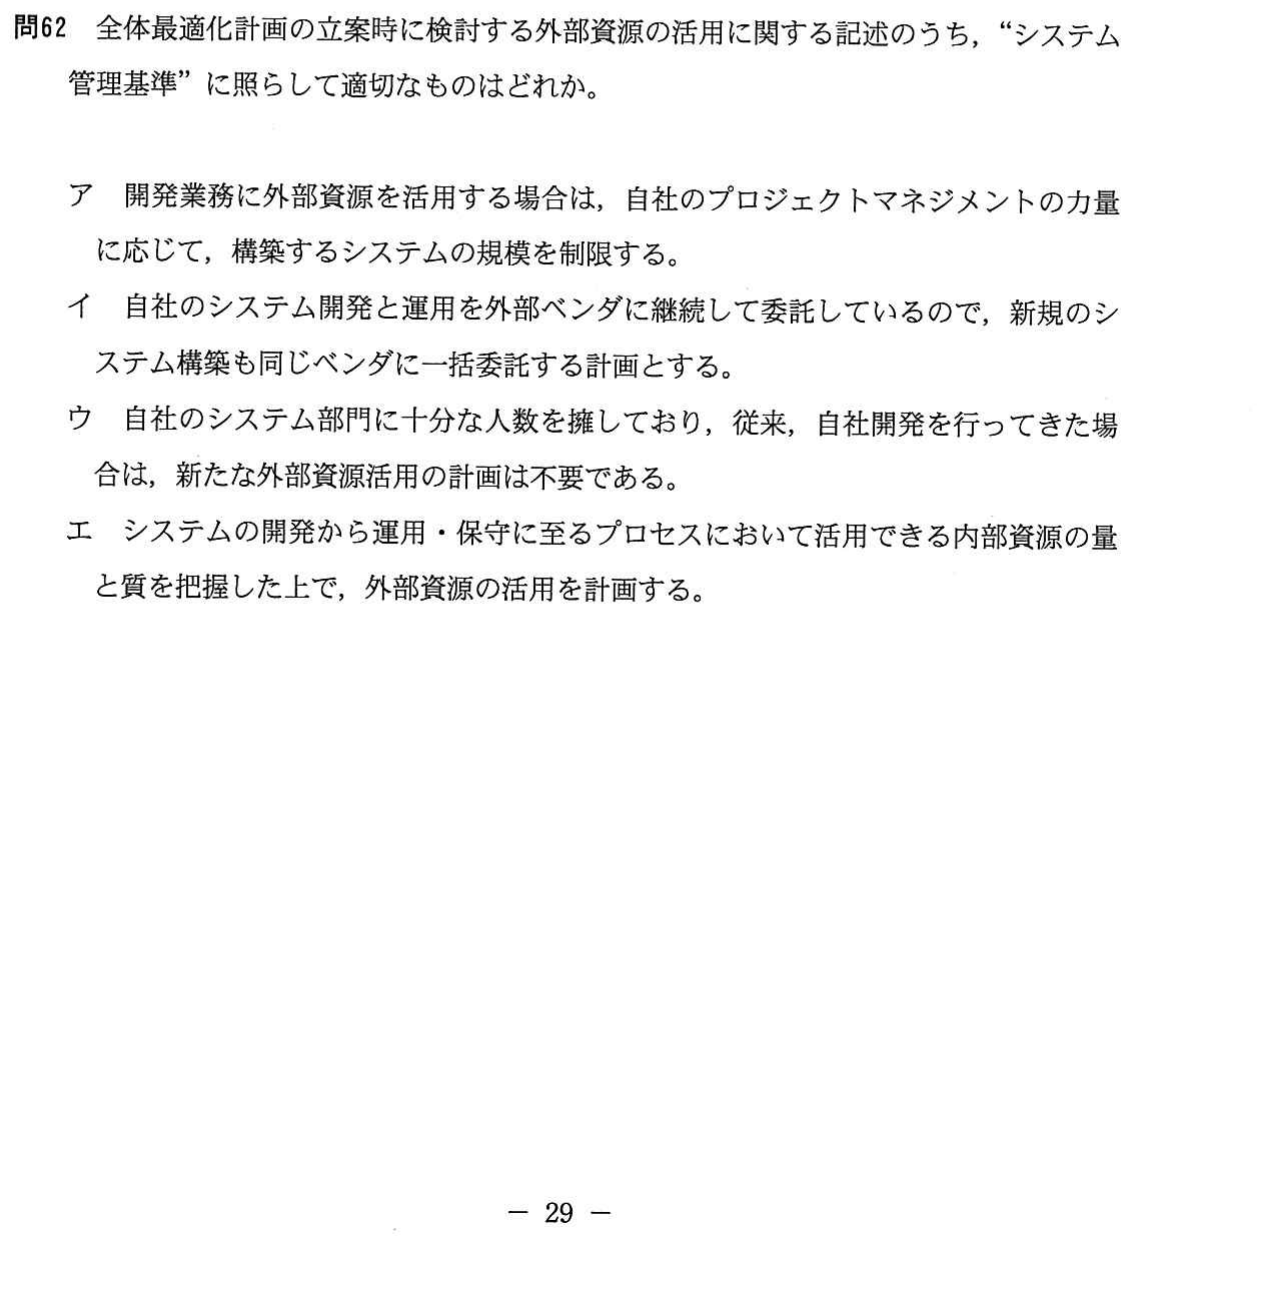 問62 全体最適化計画の立案時に検討する外部資源の活用に関する記述のうち，“システム
管理基準”に照らして適切なものはどれか。
ア 開発業務に外部資源を活用する場合は，自社のプロジェクトマネジメントの力量
に応じて，構築するシステムの規模を制限する。
イ 自社のシステム開発と運用を外部ベンダに継続して委託しているので，新規のシ
ステム構築も同じベンダに一括委託する計画とする。
ウ 自社のシステム部門に十分な人数を擁しており，従来，自社開発を行ってきた場
合は，新たな外部資源活用の計画は不要である。
エ システムの開発から運用・保守に至るプロセスにおいて活用できる内部資源の量
と質を把握した上で，外部資源の活用を計画する。
－ 29 －